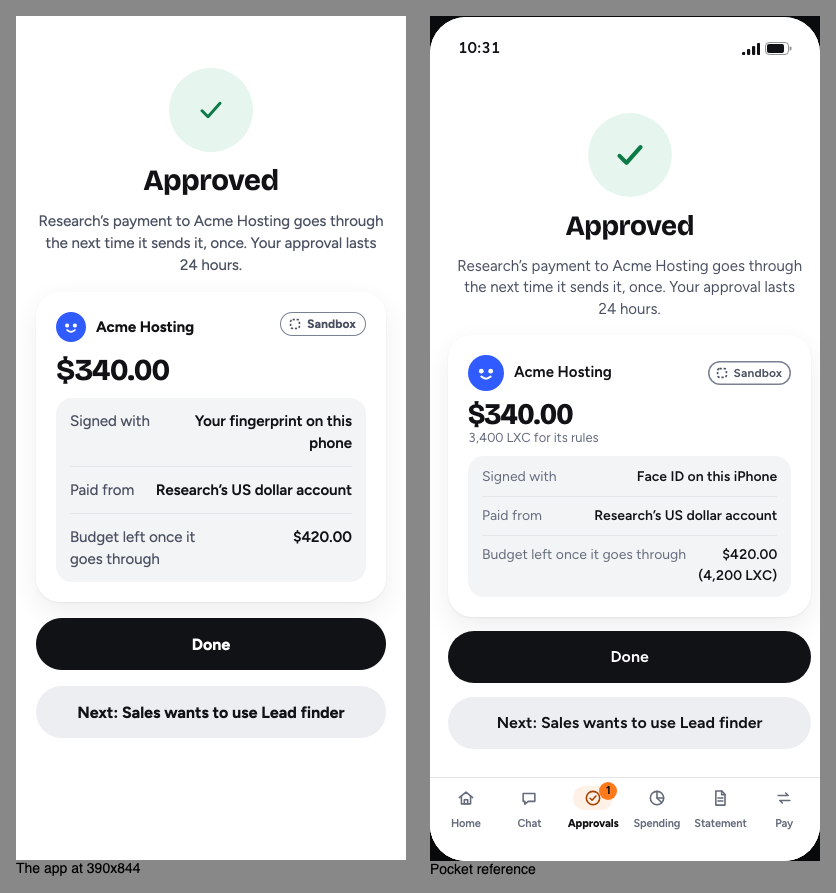 Approved
Research’s payment to Acme Hosting goes through
the next time it sends it, once. Your approval lasts
24 hours.
Acme Hosting
Sandbox
$340.00
Signed with
Your fingerprint on this
phone
Paid from
Research’s US dollar account
Budget left once it
goes through
$420.00
Done
Next: Sales wants to use Lead finder
The app at 390x844
10:31
Approved
Research’s payment to Acme Hosting goes through
the next time it sends it, once. Your approval lasts
24 hours.
Acme Hosting
Sandbox
$340.00
3,400 LXC for its rules
Signed with
Face ID on this iPhone
Paid from
Research’s US dollar account
Budget left once it goes through
$420.00
(4,200 LXC)
Done
Next: Sales wants to use Lead finder
1
Home
Chat
Approvals
Spending
Statement
Pay
Pocket reference